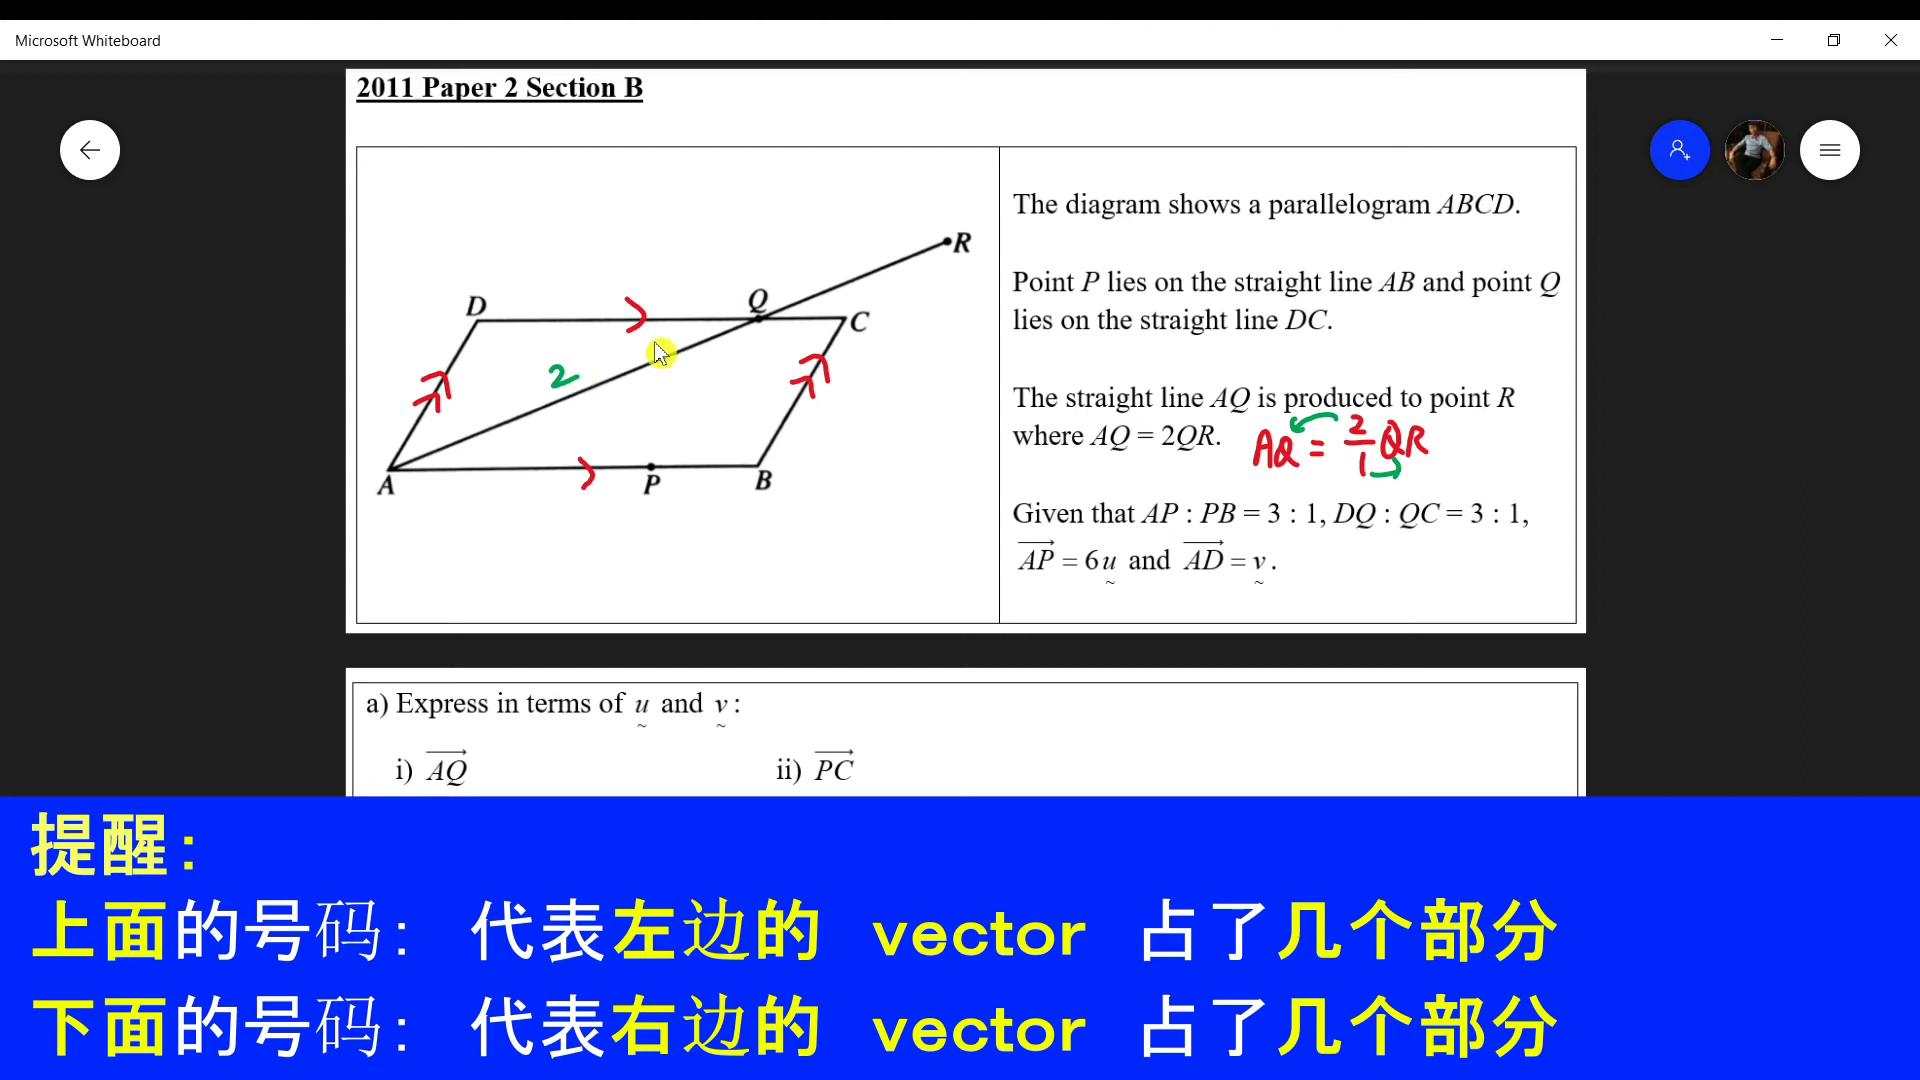 Microsoft Whiteboard
2011 Paper 2 Section B
The diagram shows a parallelogram ABCD.
Point P lies on the straight line AB and point Q
lies on the straight line DC.
The straight line AQ is produced to point R
where AQ = 2QR.
AQ = 2/1 QR
Given that AP : PB = 3 : 1, DQ : QC = 3 : 1,
AP = 6u and AD = v.
R
D
Q
C
2
A
P
B
a) Express in terms of u and v :
i) AQ
ii) PC
提醒:
上面的号码: 代表左边的 vector 占了几个部分
下面的号码: 代表右边的 vector 占了几个部分